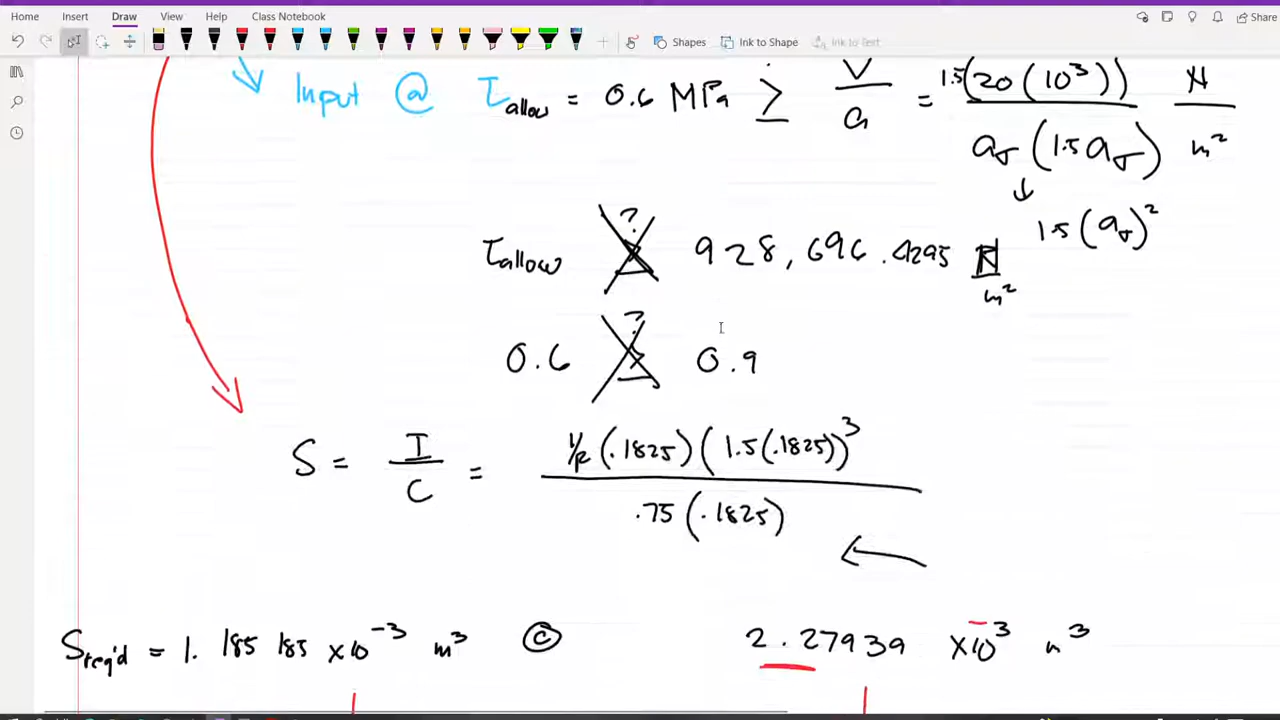 Home Insert Draw View Help Class Notebook Share
Shapes Ink to Shape Ink to Text
Input @ τallow = 0.6 MPa ≥ V/a = 1.5(20(10³))/aσ(1.5aσ) N/m²
1.5(aσ)²
τallow ≥? 928,696.4295 N/m²
0.6 ≥? 0.9
S = I/C = 1/12(.1825)(1.5(.1825))³/.75(.1825)
Sreq'd = 1.185185 x10⁻³ m³ © 2.27939 x10⁻³ m³